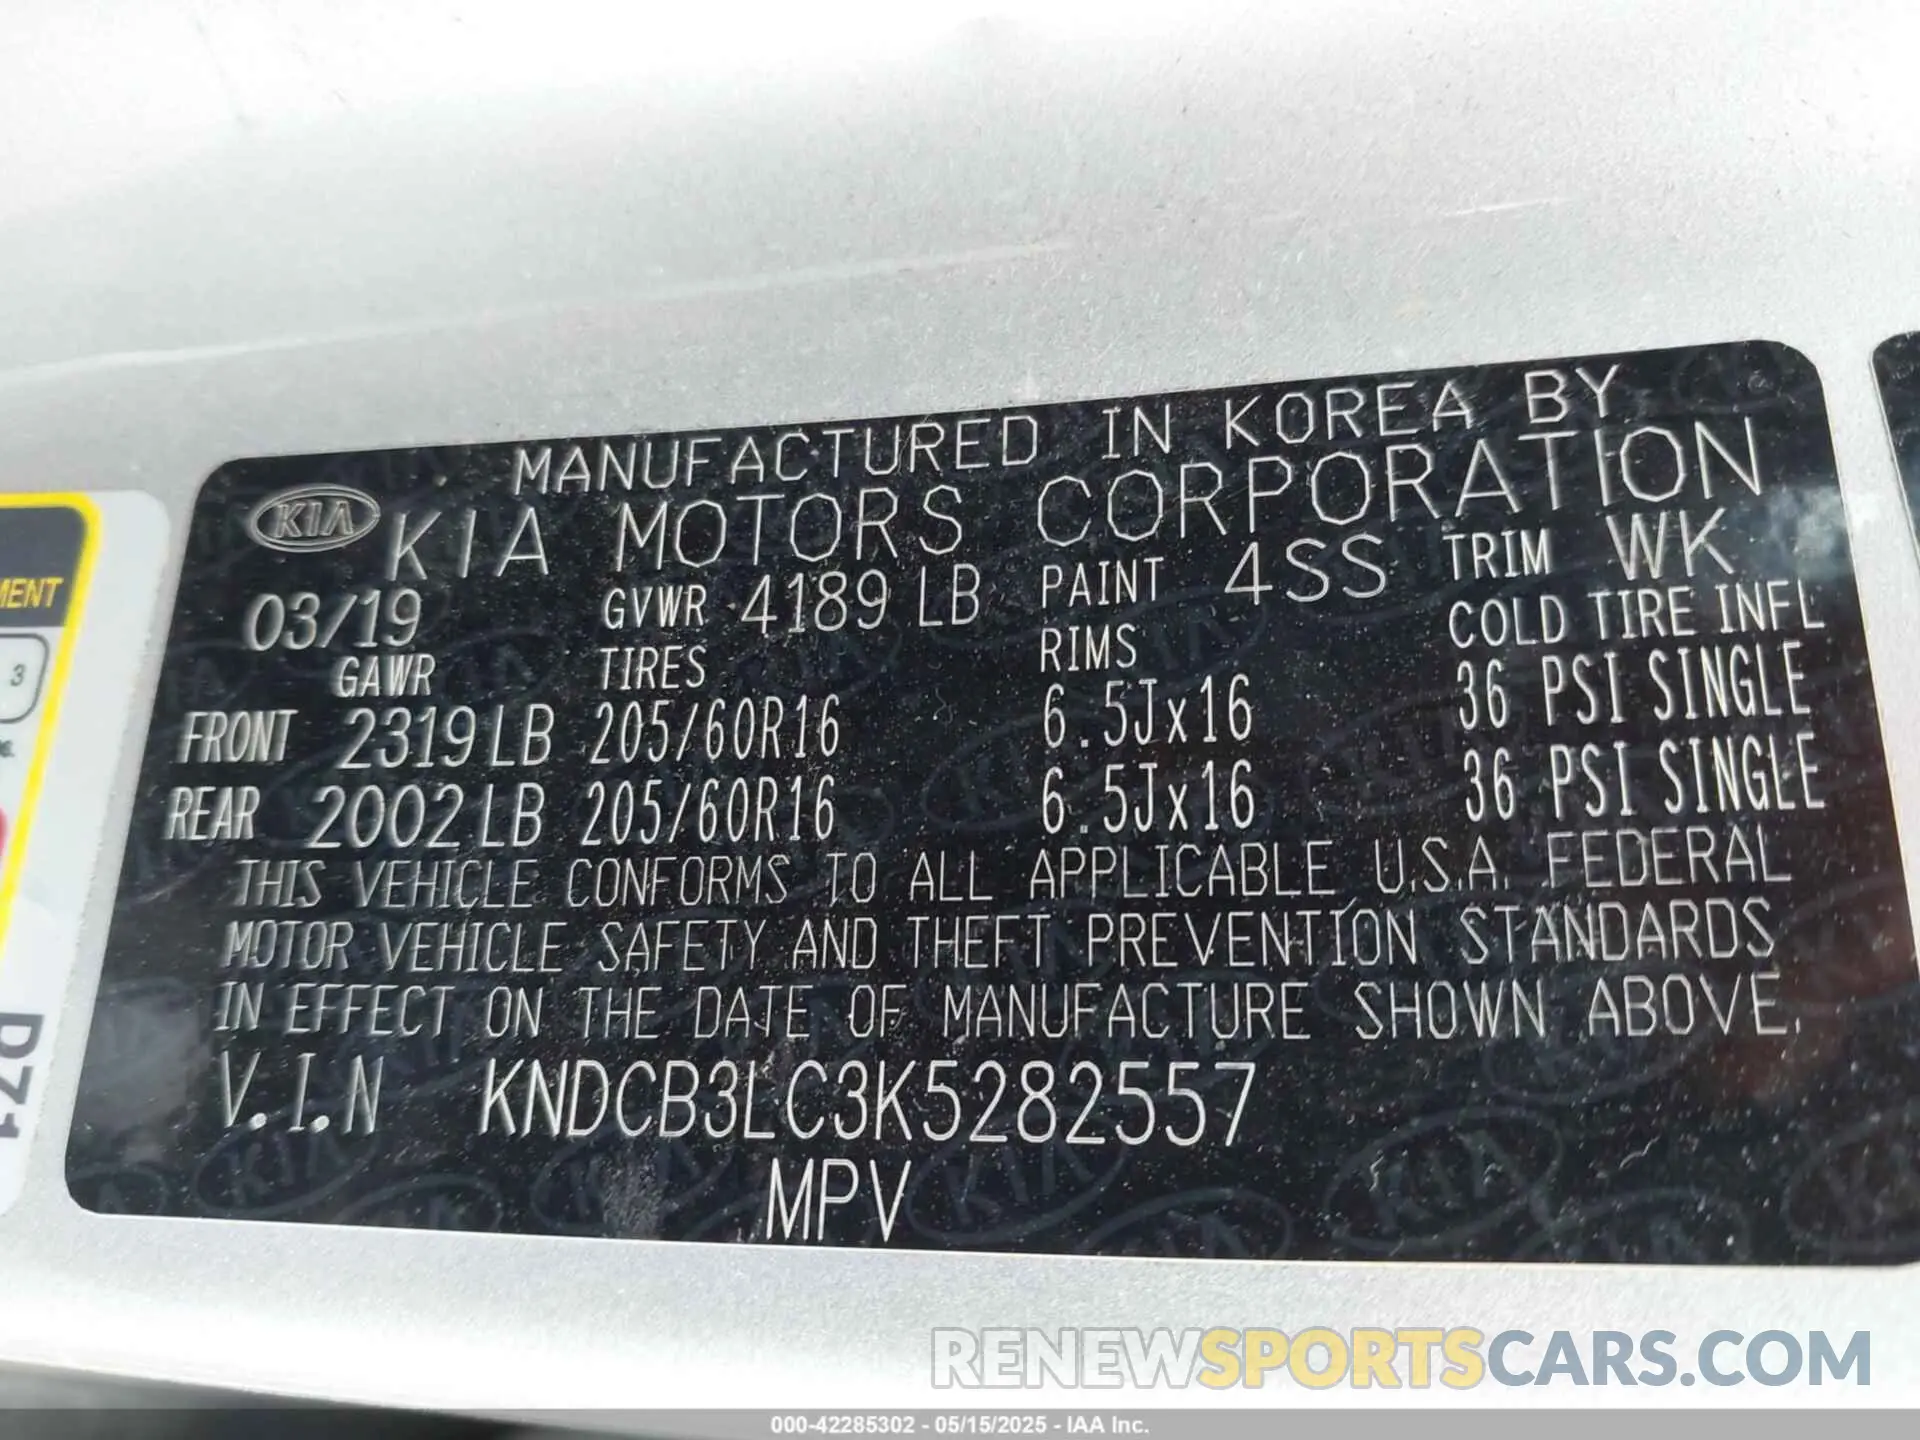 MANUFACTURED IN KOREA BY
KIA KIA MOTORS CORPORATION
03/19 GVWR 4189 LB PAINT 4SS TRIM WK
GAWR TIRES RIMS COLD TIRE INFL
FRONT 2319 LB 205/60R16 6.5Jx16 36 PSI SINGLE
REAR 2002 LB 205/60R16 6.5Jx16 36 PSI SINGLE
THIS VEHICLE CONFORMS TO ALL APPLICABLE U.S.A. FEDERAL
MOTOR VEHICLE SAFETY AND THEFT PREVENTION STANDARDS
IN EFFECT ON THE DATE OF MANUFACTURE SHOWN ABOVE.
V.I.N KNDCB3LC3K5282557
MPV
MENT
3
RENEWSPORTSCARS.COM
000-42285302 - 05/15/2025 - IAA Inc.